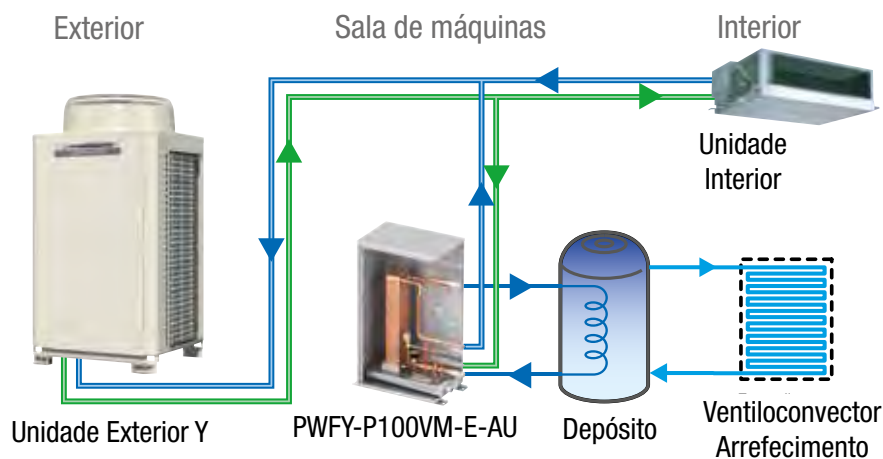 Exterior
Sala de máquinas
Interior
Unidade
Interior
Unidade Exterior Y
PWFY-P100VM-E-AU
Depósito
Ventiloconvector
Arrefecimento